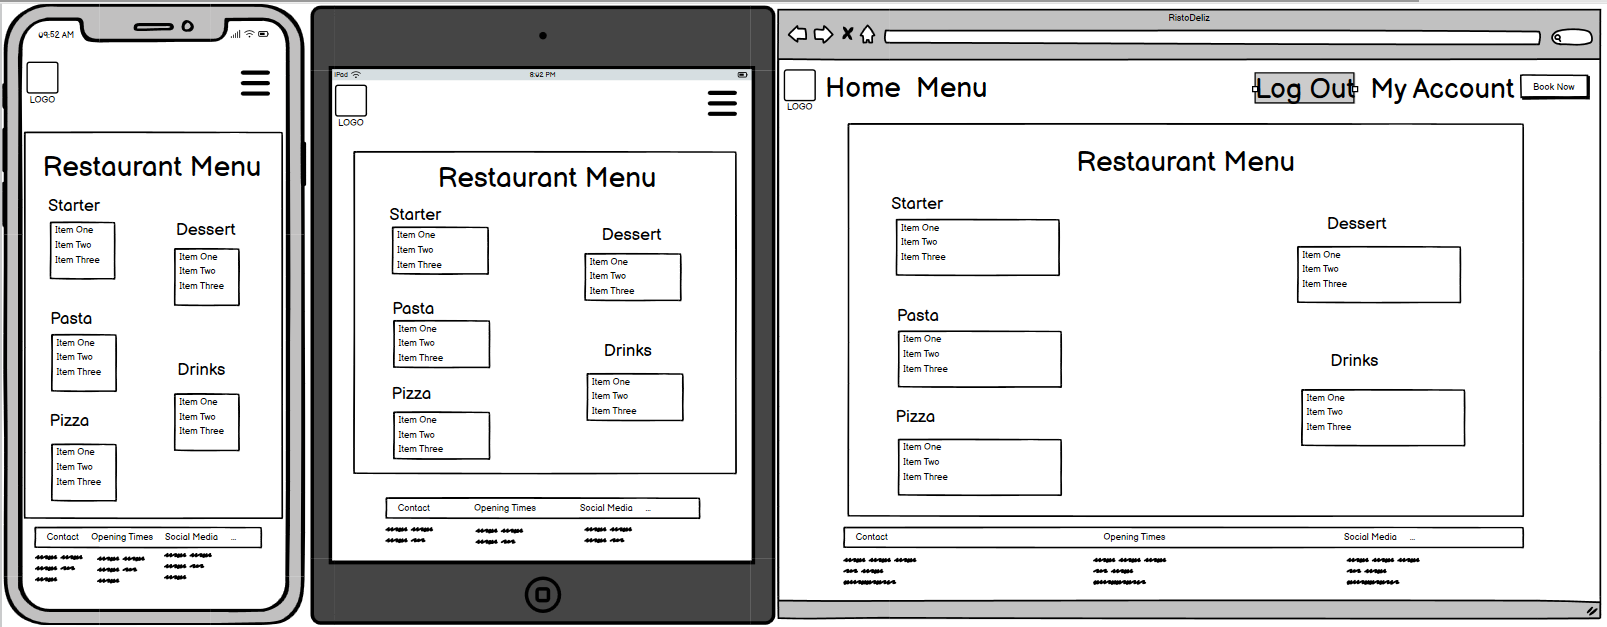 09:52 AM
LOGO
Restaurant Menu
Starter
Item One
Item Two
Item Three
Dessert
Item One
Item Two
Item Three
Pasta
Item One
Item Two
Item Three
Drinks
Item One
Item Two
Item Three
Pizza
Item One
Item Two
Item Three
Contact Opening Times Social Media ...
iPod 8:02 PM
LOGO
Restaurant Menu
Starter
Item One
Item Two
Item Three
Dessert
Item One
Item Two
Item Three
Pasta
Item One
Item Two
Item Three
Drinks
Item One
Item Two
Item Three
Pizza
Item One
Item Two
Item Three
Contact Opening Times Social Media ...
RistoDeliz
LOGO
Home Menu Log Out My Account Book Now
Restaurant Menu
Starter
Item One
Item Two
Item Three
Dessert
Item One
Item Two
Item Three
Pasta
Item One
Item Two
Item Three
Drinks
Item One
Item Two
Item Three
Pizza
Item One
Item Two
Item Three
Contact Opening Times Social Media ...